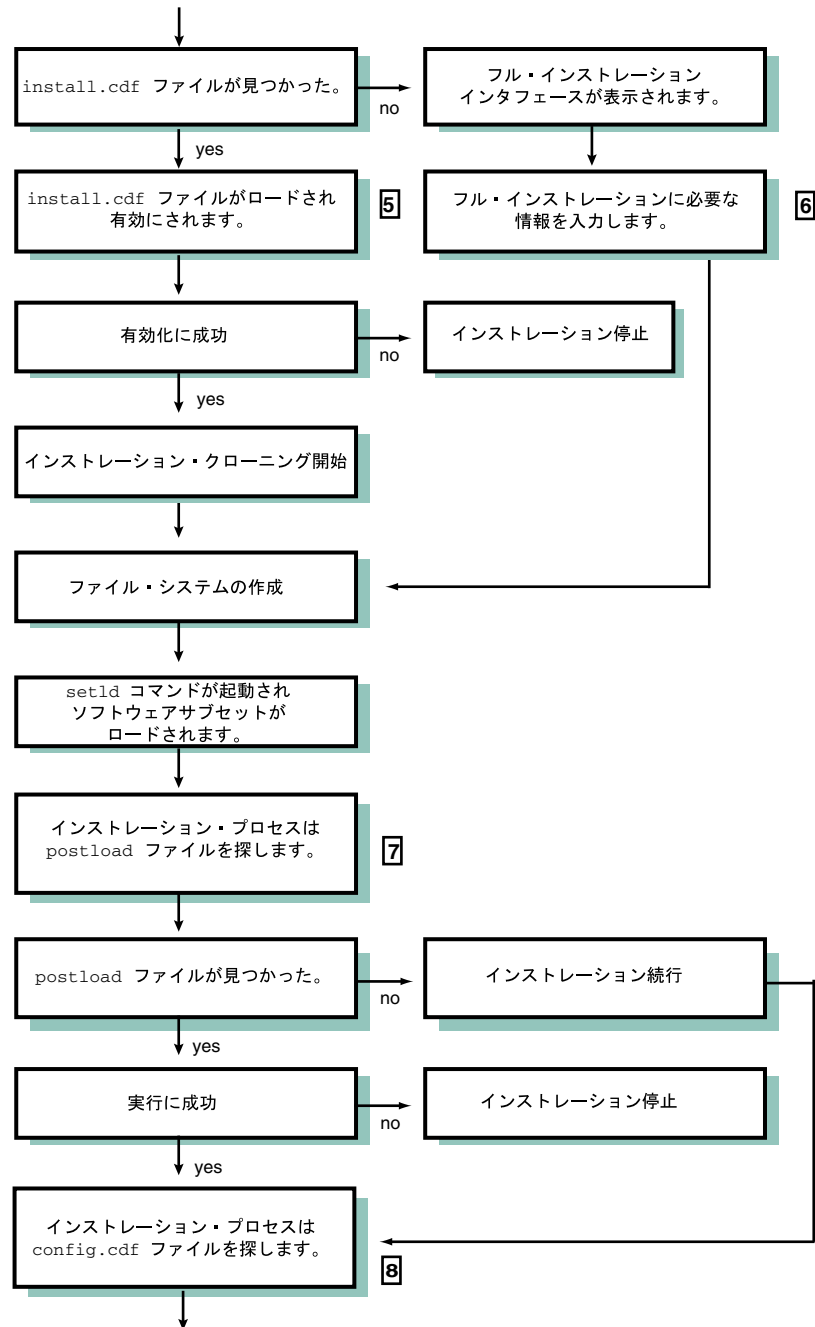 install.cdf ファイルが見つかった。
no
フル・インストレーション
インタフェースが表示されます。
yes
install.cdf ファイルがロードされ
有効にされます。
5
フル・インストレーションに必要な
情報を入力します。
6
有効化に成功
no
インストレーション停止
yes
インストレーション・クローニング開始
ファイル・システムの作成
setld コマンドが起動され
ソフトウェアサブセットが
ロードされます。
インストレーション・プロセスは
postload ファイルを探します。
7
postload ファイルが見つかった。
no
インストレーション続行
yes
実行に成功
no
インストレーション停止
yes
インストレーション・プロセスは
config.cdf ファイルを探します。
8